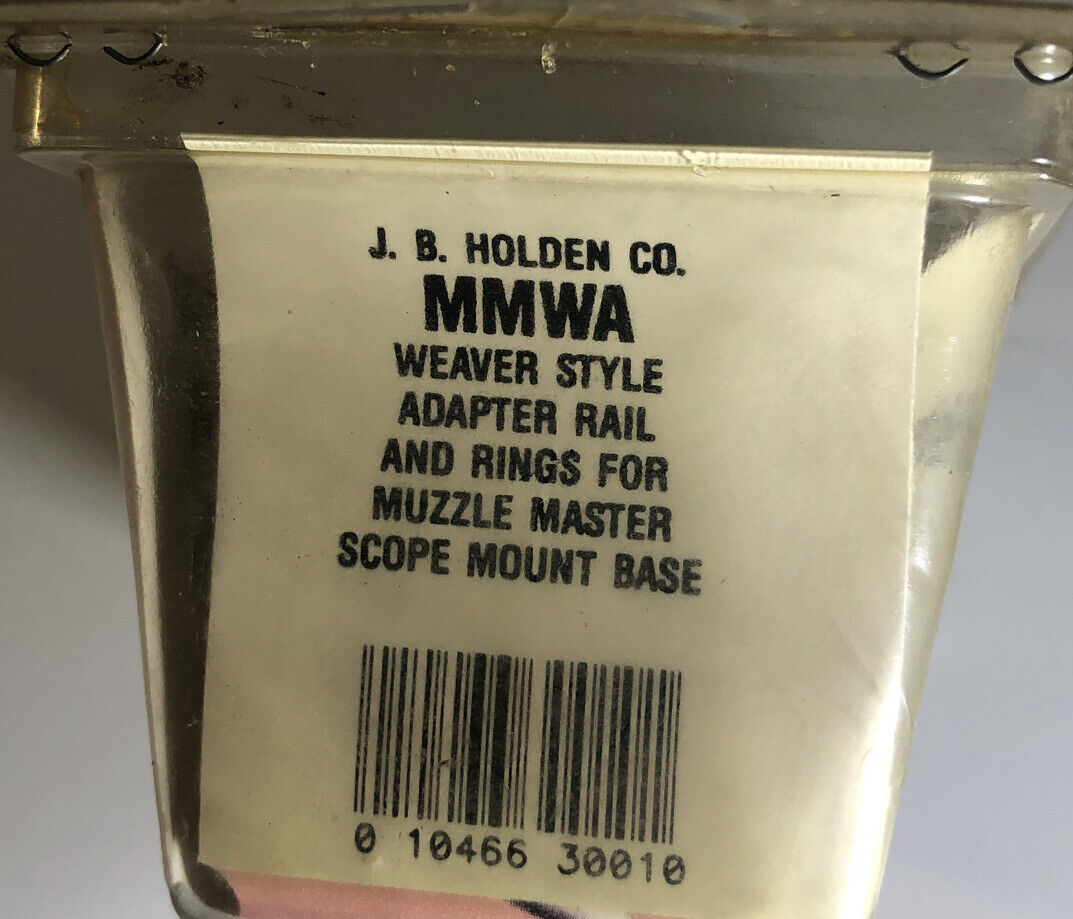 J. B. HOLDEN CO.
MMWA
WEAVER STYLE
ADAPTER RAIL
AND RINGS FOR
MUZZLE MASTER
SCOPE MOUNT BASE
0 10466 30010